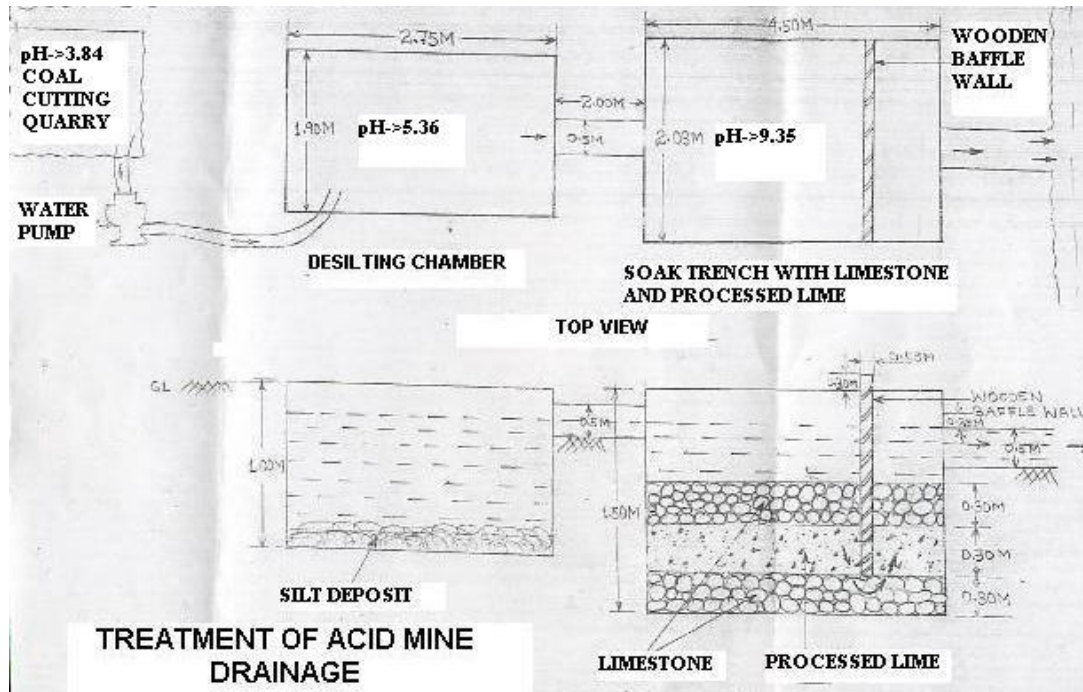 pH->3.84
COAL
CUTTING
QUARRY
WATER
PUMP
2.75M
1.90M
pH->5.36
DESILTING CHAMBER
2.00M
0.5M
4.50M
2.03M
pH->9.35
WOODEN
BAFFLE
WALL
SOAK TRENCH WITH LIMESTONE
AND PROCESSED LIME
TOP VIEW
GL
1.00M
0.5M
SILT DEPOSIT
1.50M
WOODEN
BAFFLE WALL
0.5M
0.30M
0.30M
0.30M
LIMESTONE
PROCESSED LIME
TREATMENT OF ACID MINE
DRAINAGE